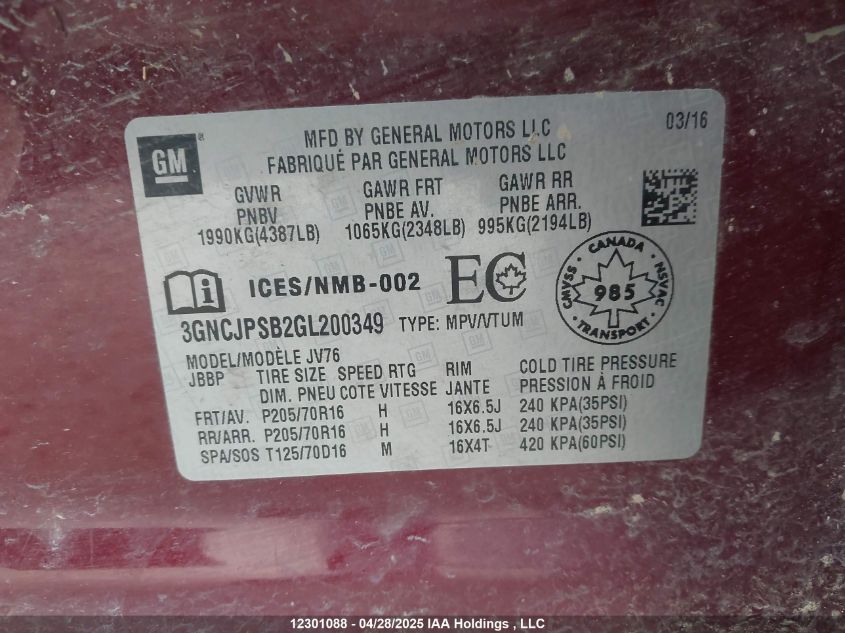 GM®
MFD BY GENERAL MOTORS LLC
FABRIQUÉ PAR GENERAL MOTORS LLC
03/16
GVWR GAWR FRT GAWR RR
PNBV PNBE AV. PNBE ARR.
1990KG(4387LB) 1065KG(2348LB) 995KG(2194LB)
i ICES/NMB-002 EC
CANADA
CMVSS 985 NSVAC
TRANSPORT
3GNCJPSB2GL200349 TYPE: MPV/VTUM
MODEL/MODÈLE JV76
JBBP TIRE SIZE SPEED RTG RIM COLD TIRE PRESSURE
DIM. PNEU COTE VITESSE JANTE PRESSION À FROID
FRT/AV. P205/70R16 H 16X6.5J 240 KPA(35PSI)
RR/ARR. P205/70R16 H 16X6.5J 240 KPA(35PSI)
SPA/SOS T125/70D16 M 16X4T 420 KPA(60PSI)
12301088 - 04/28/2025 IAA Holdings , LLC